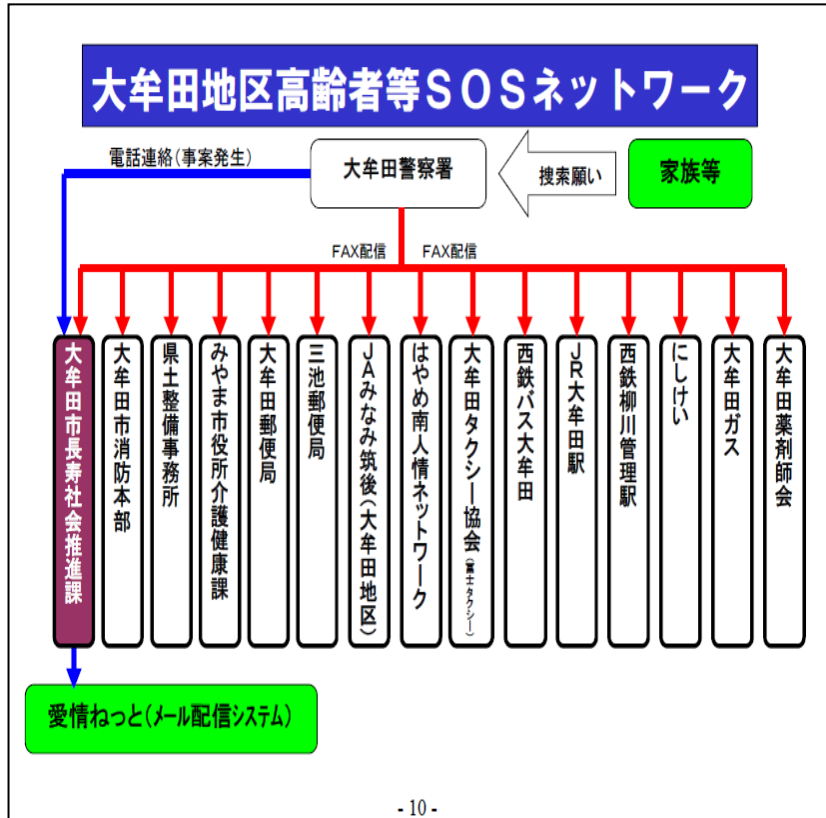 大牟田地区高齢者等SOSネットワーク
電話連絡(事案発生)
大牟田警察署
捜索願い
家族等
FAX配信
FAX配信
大牟田市長寿社会推進課
大牟田市消防本部
県土整備事務所
みやま市役所介護健康課
大牟田郵便局
三池郵便局
JAみなみ筑後(大牟田地区)
はやめ南人情ネットワーク
大牟田タクシー協会(富士タクシー)
西鉄バス大牟田
JR大牟田駅
西鉄柳川管理駅
にしけい
大牟田ガス
大牟田薬剤師会
愛情ねっと(メール配信システム)
- 10 -